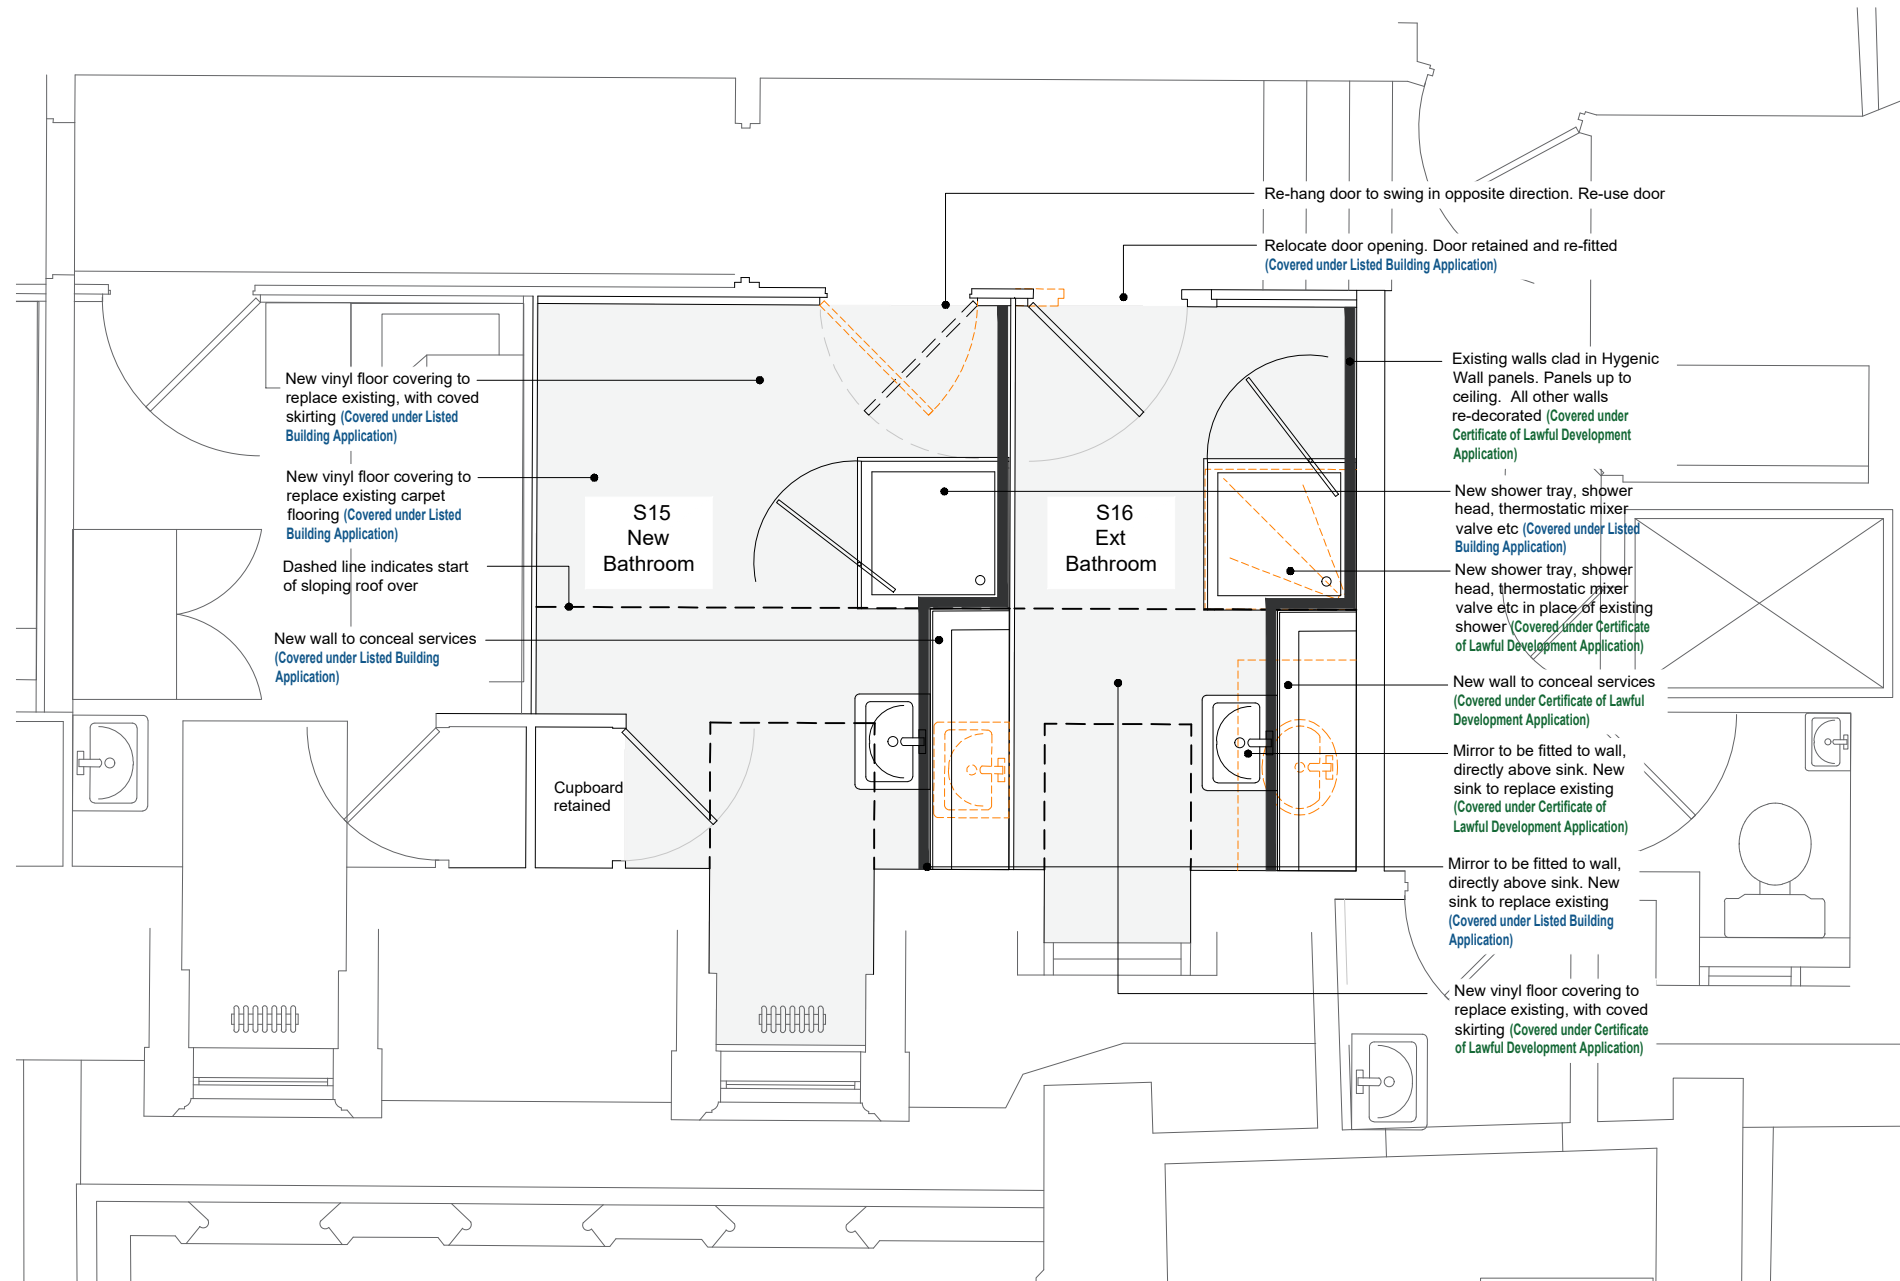 Re-hang door to swing in opposite direction. Re-use door
Relocate door opening. Door retained and re-fitted
(Covered under Listed Building Application)
New vinyl floor covering to
replace existing, with coved
skirting (Covered under Listed
Building Application)
New vinyl floor covering to
replace existing carpet
flooring (Covered under Listed
Building Application)
Dashed line indicates start
of sloping roof over
New wall to conceal services
(Covered under Listed Building
Application)
S15
New
Bathroom
S16
Ext
Bathroom
Cupboard
retained
Existing walls clad in Hygenic
Wall panels. Panels up to
ceiling. All other walls
re-decorated (Covered under
Certificate of Lawful Development
Application)
New shower tray, shower
head, thermostatic mixer
valve etc (Covered under Listed
Building Application)
New shower tray, shower
head, thermostatic mixer
valve etc in place of existing
shower (Covered under Certificate
of Lawful Development Application)
New wall to conceal services
(Covered under Certificate of Lawful
Development Application)
Mirror to be fitted to wall,
directly above sink. New
sink to replace existing
(Covered under Certificate of
Lawful Development Application)
Mirror to be fitted to wall,
directly above sink. New
sink to replace existing
(Covered under Listed Building
Application)
New vinyl floor covering to
replace existing, with coved
skirting (Covered under Certificate
of Lawful Development Application)